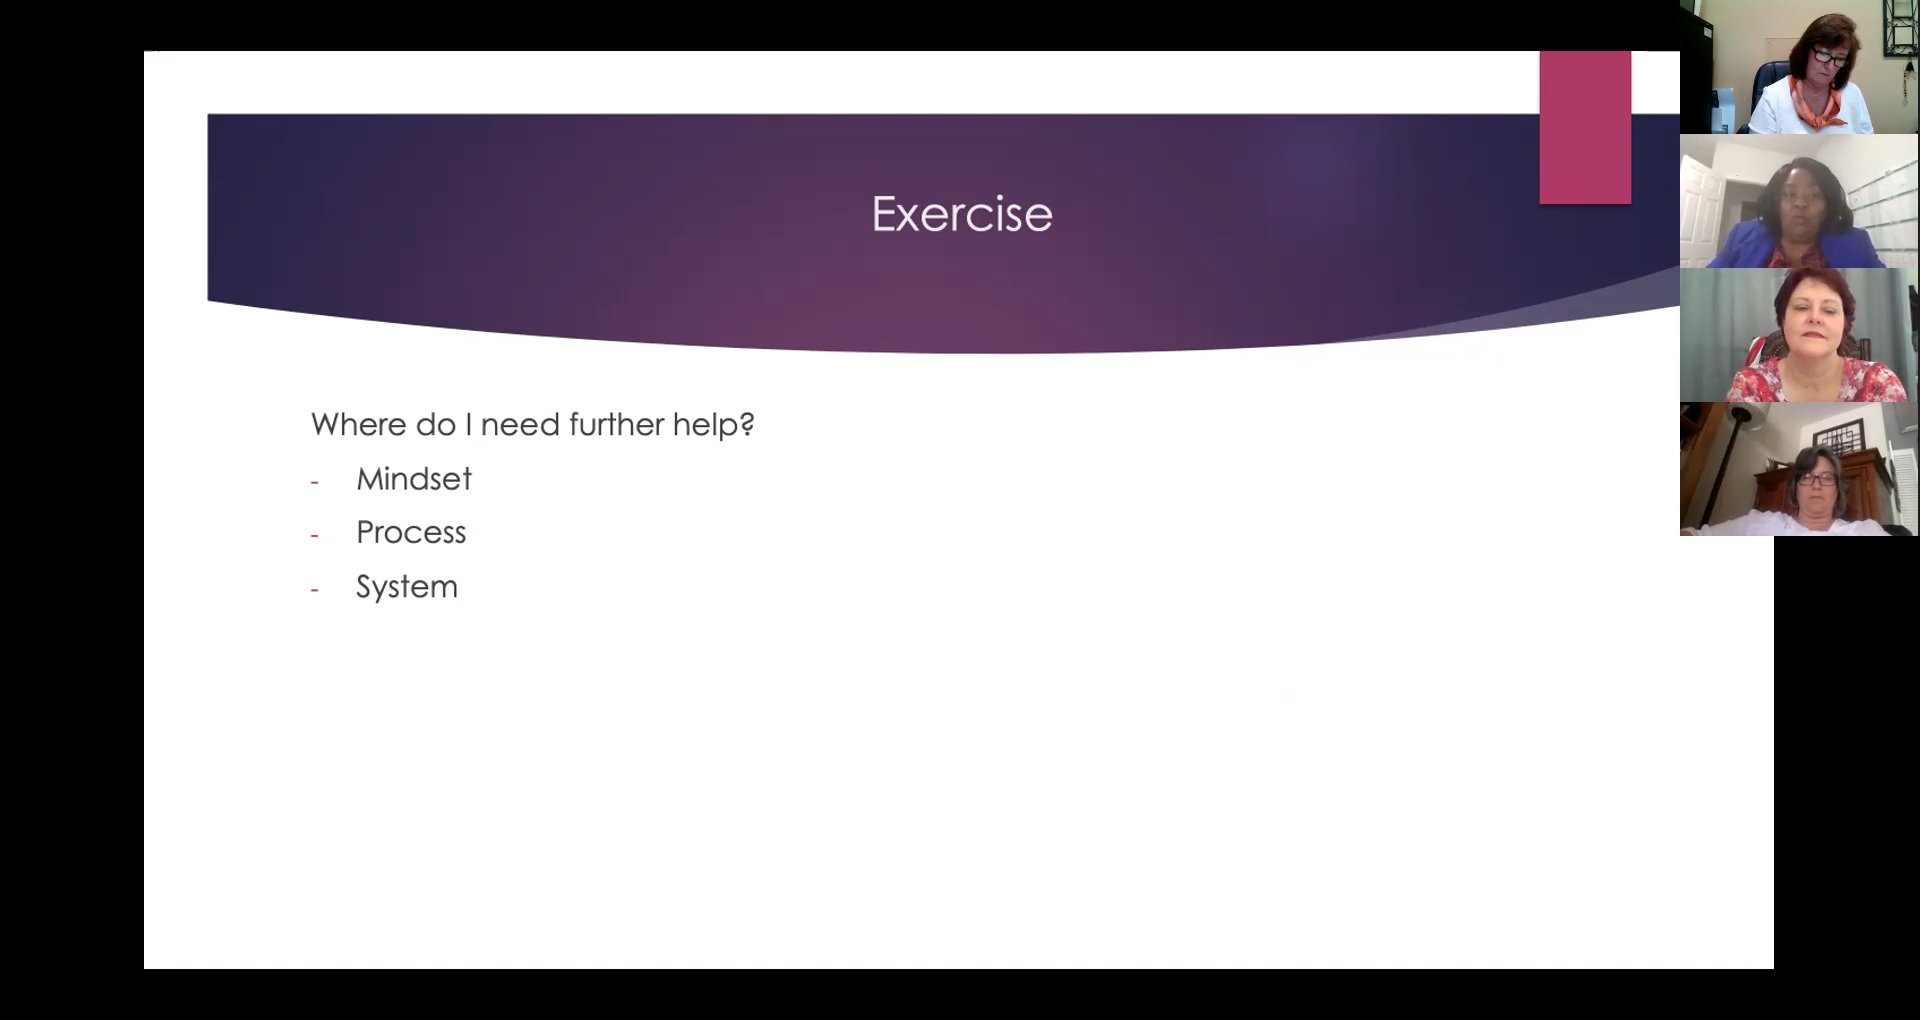 Exercise
Where do I need further help?
- Mindset
- Process
- System